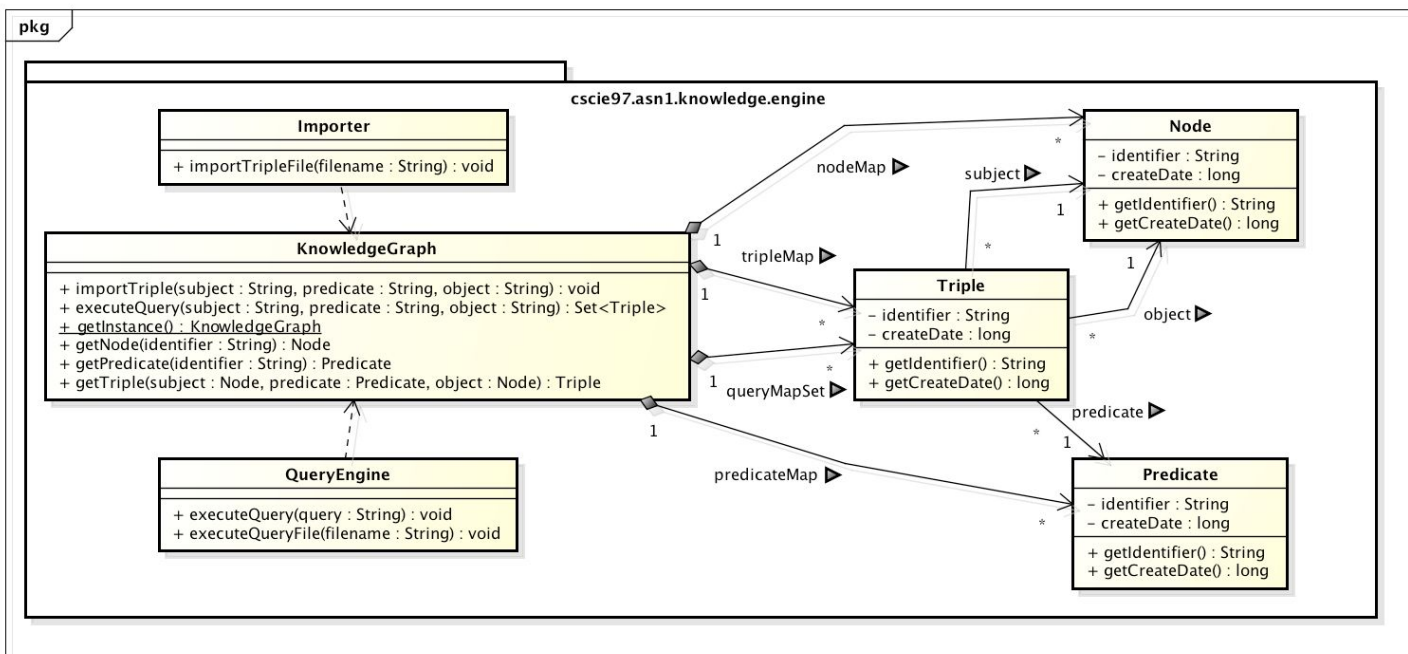 pkg
cscie97.asn1.knowledge.engine
Importer
+ importTripleFile(filename : String) : void
KnowledgeGraph
+ importTriple(subject : String, predicate : String, object : String) : void
+ executeQuery(subject : String, predicate : String, object : String) : Set<Triple>
+ getInstance() : KnowledgeGraph
+ getNode(identifier : String) : Node
+ getPredicate(identifier : String) : Predicate
+ getTriple(subject : Node, predicate : Predicate, object : Node) : Triple
QueryEngine
+ executeQuery(query : String) : void
+ executeQueryFile(filename : String) : void
nodeMap
1
*
tripleMap
1
*
queryMapSet
1
*
predicateMap
1
*
subject
1
*
object
1
*
predicate
*
1
Node
- identifier : String
- createDate : long
+ getIdentifier() : String
+ getCreateDate() : long
Triple
- identifier : String
- createDate : long
+ getIdentifier() : String
+ getCreateDate() : long
Predicate
- identifier : String
- createDate : long
+ getIdentifier() : String
+ getCreateDate() : long